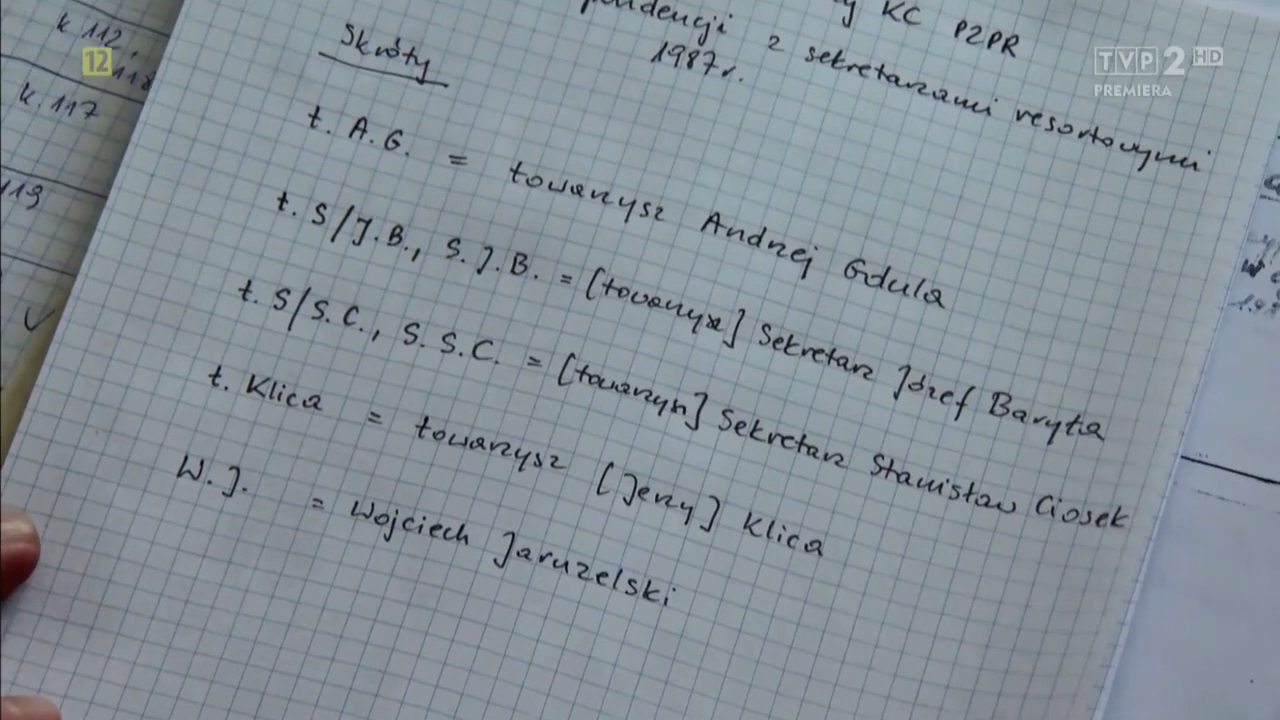 KC PZPR
z sekretarzami resortowymi
1987 r.
Skróty
t. A.G. = towarzysz Andrzej Gdula
t. S/J.B., S.J.B. = [towarzysz] Sekretarz Józef Baryła
t. S/S.C., S.S.C. = [towarzysz] Sekretarz Stanisław Ciosek
t. Klica = towarzysz [Jerzy] Klica
W.J. = Wojciech Jaruzelski
k 112,
118
k. 117
119
12
TVP 2 HD
PREMIERA